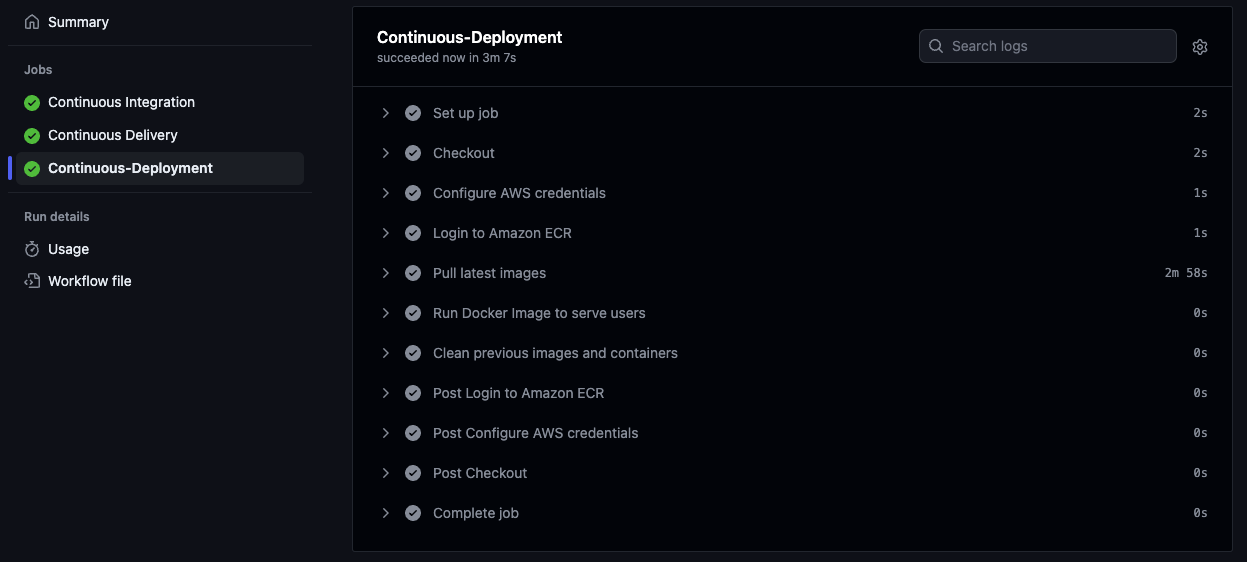 Summary
Jobs
Continuous Integration
Continuous Delivery
Continuous-Deployment
Run details
Usage
Workflow file
Continuous-Deployment
succeeded now in 3m 7s
Search logs
Set up job 2s
Checkout 2s
Configure AWS credentials 1s
Login to Amazon ECR 1s
Pull latest images 2m 58s
Run Docker Image to serve users 0s
Clean previous images and containers 0s
Post Login to Amazon ECR 0s
Post Configure AWS credentials 0s
Post Checkout 0s
Complete job 0s